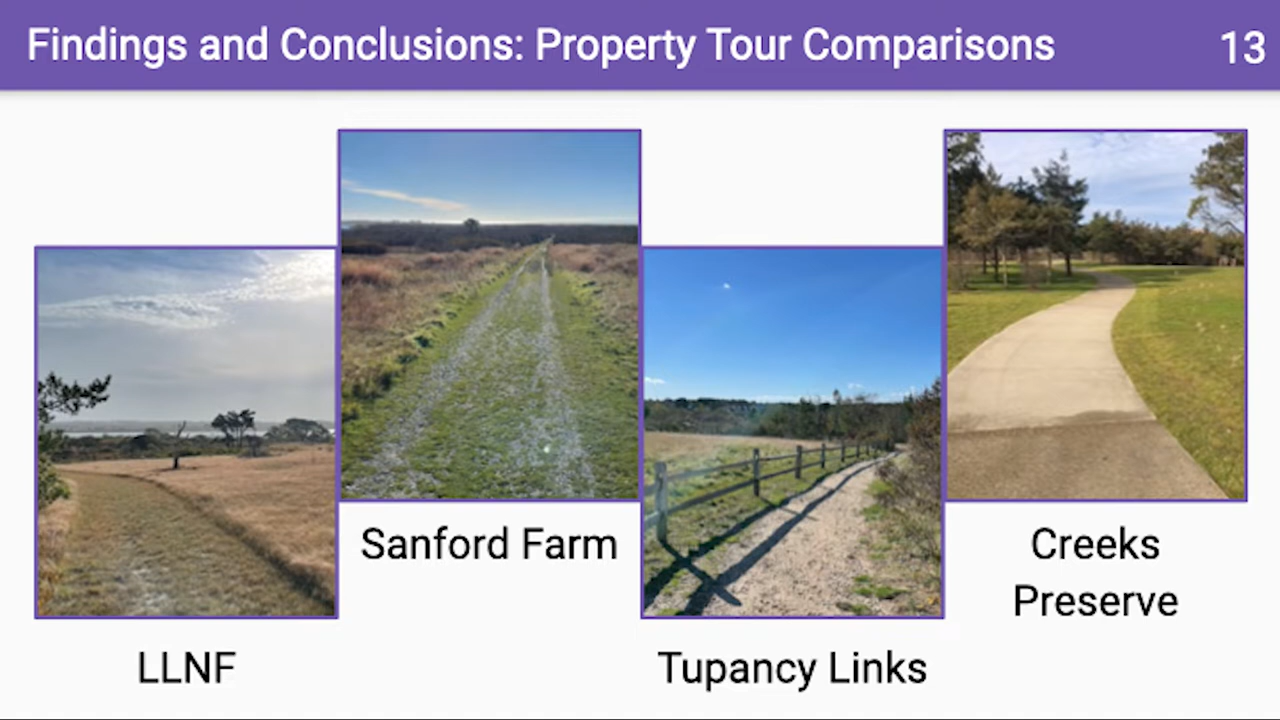 Findings and Conclusions: Property Tour Comparisons
13
LLNF
Sanford Farm
Tupancy Links
Creeks
Preserve